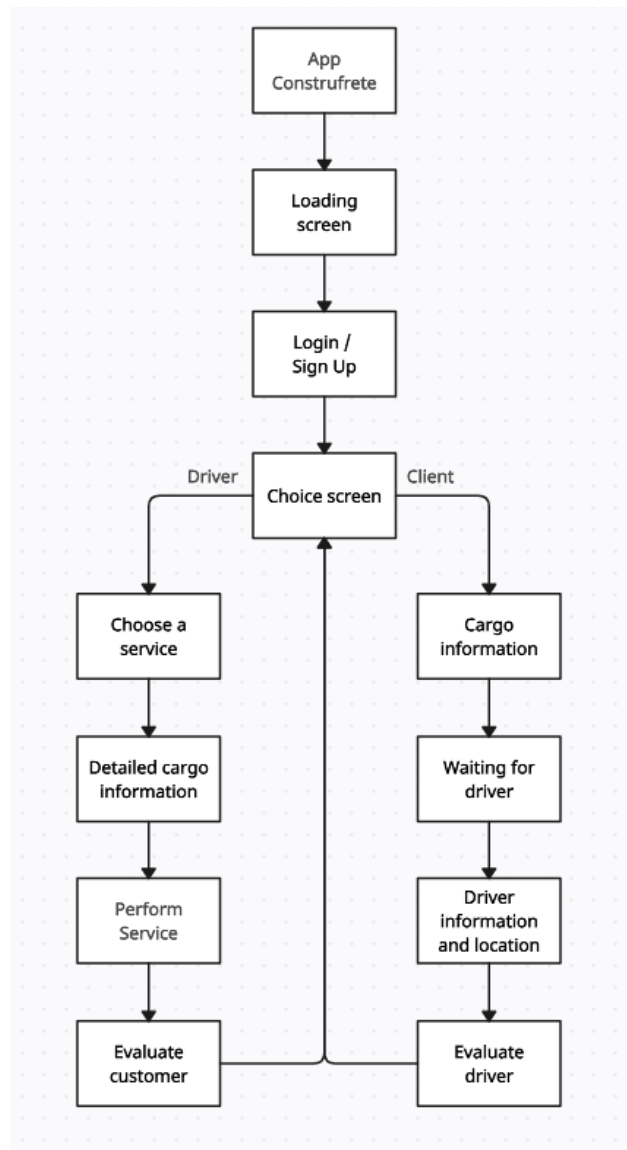 App
Construfrete
Loading
screen
Login /
Sign Up
Driver
Choice screen
Client
Choose a
service
Detailed cargo
information
Perform
Service
Evaluate
customer
Cargo
information
Waiting for
driver
Driver
information
and location
Evaluate
driver